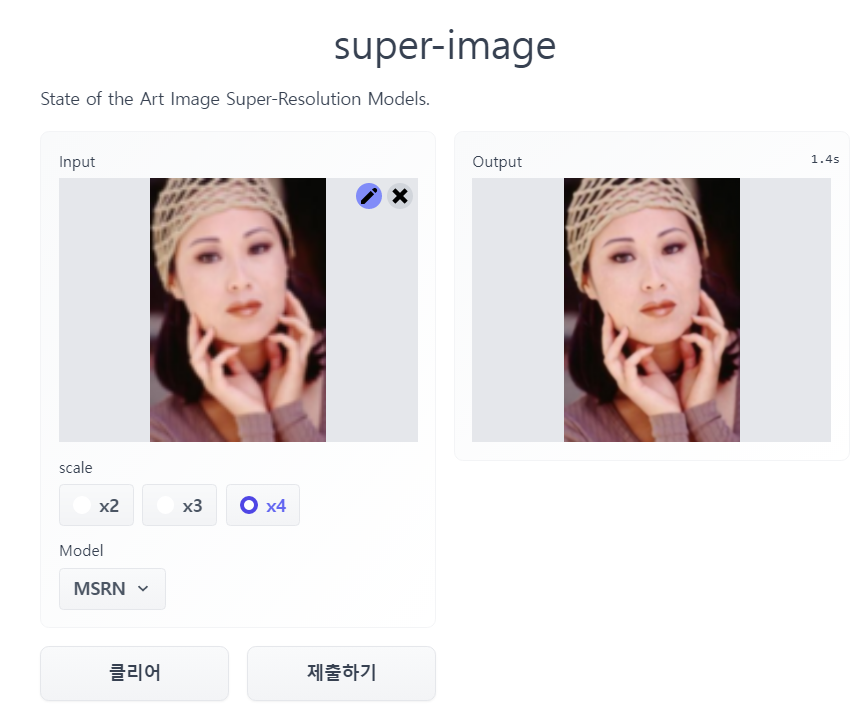 super-image
State of the Art Image Super-Resolution Models.
Input
Output
1.4s
scale
x2
x3
x4
Model
MSRN
클리어
제출하기